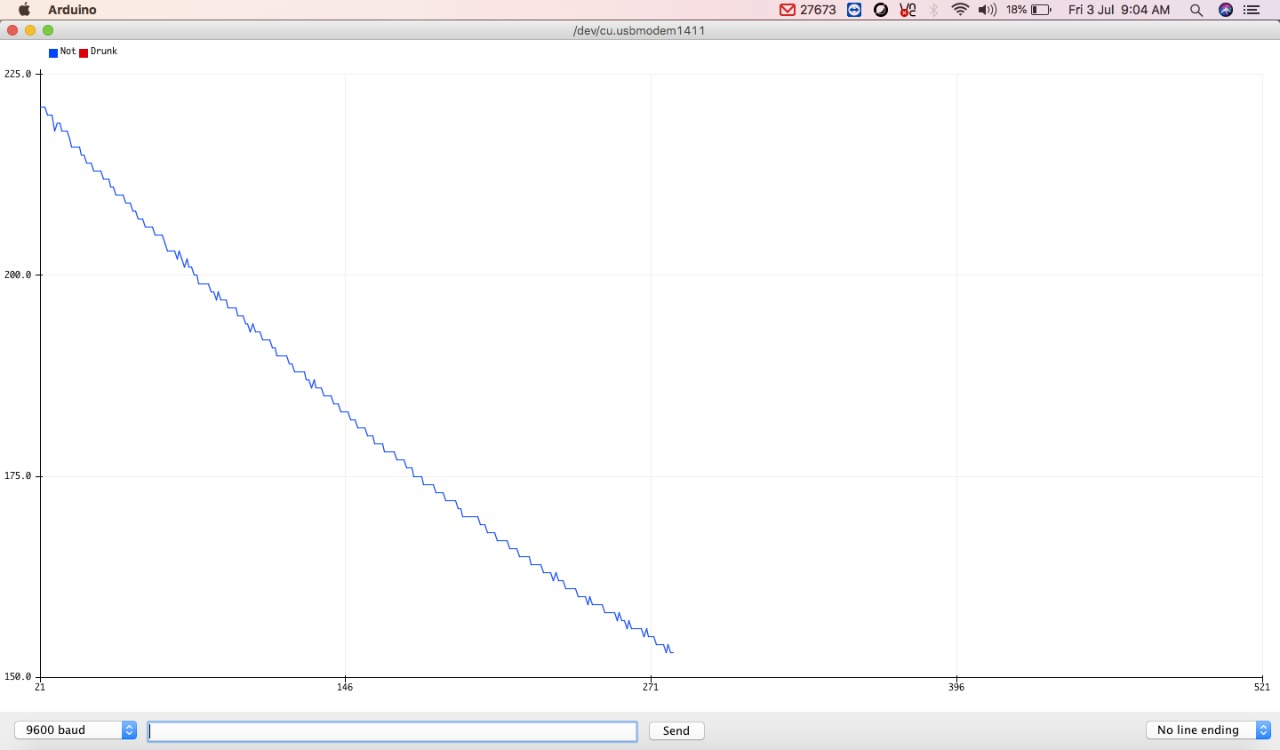 Arduino 27673 18% Fri 3 Jul 9:04 AM
/dev/cu.usbmodem1411
Not Drunk
225.0
200.0
175.0
150.0
21 146 271 396 521
9600 baud Send No line ending